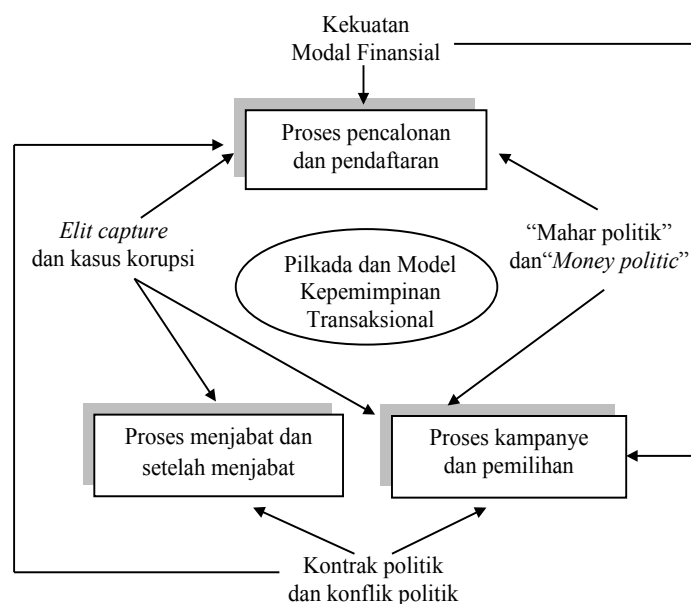 Kekuatan
Modal Finansial
Proses pencalonan
dan pendaftaran
Elit capture
dan kasus korupsi
“Mahar politik”
dan“Money politic”
Pilkada dan Model
Kepemimpinan
Transaksional
Proses menjabat dan
setelah menjabat
Proses kampanye
dan pemilihan
Kontrak politik
dan konflik politik